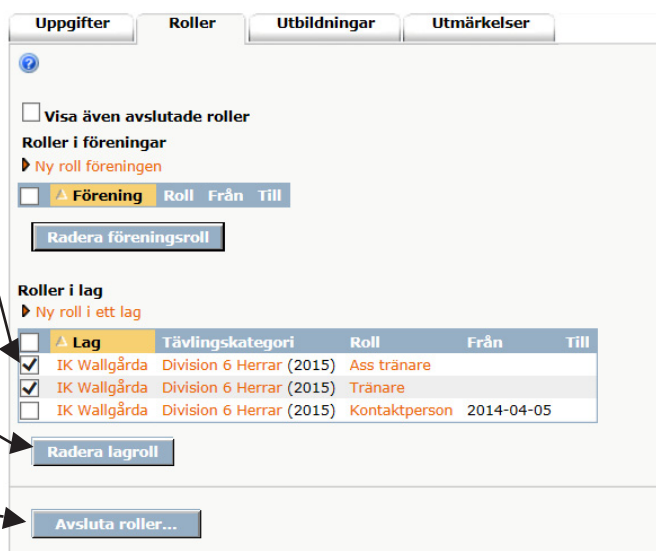 Uppgifter Roller Utbildningar Utmärkelser
Visa även avslutade roller
Roller i föreningar
Ny roll föreningen
Förening Roll Från Till
Radera föreningsroll
Roller i lag
Ny roll i ett lag
Lag Tävlingskategori Roll Från Till
IK Wallgårda Division 6 Herrar (2015) Ass tränare
IK Wallgårda Division 6 Herrar (2015) Tränare
IK Wallgårda Division 6 Herrar (2015) Kontaktperson 2014-04-05
Radera lagroll
Avsluta roller...